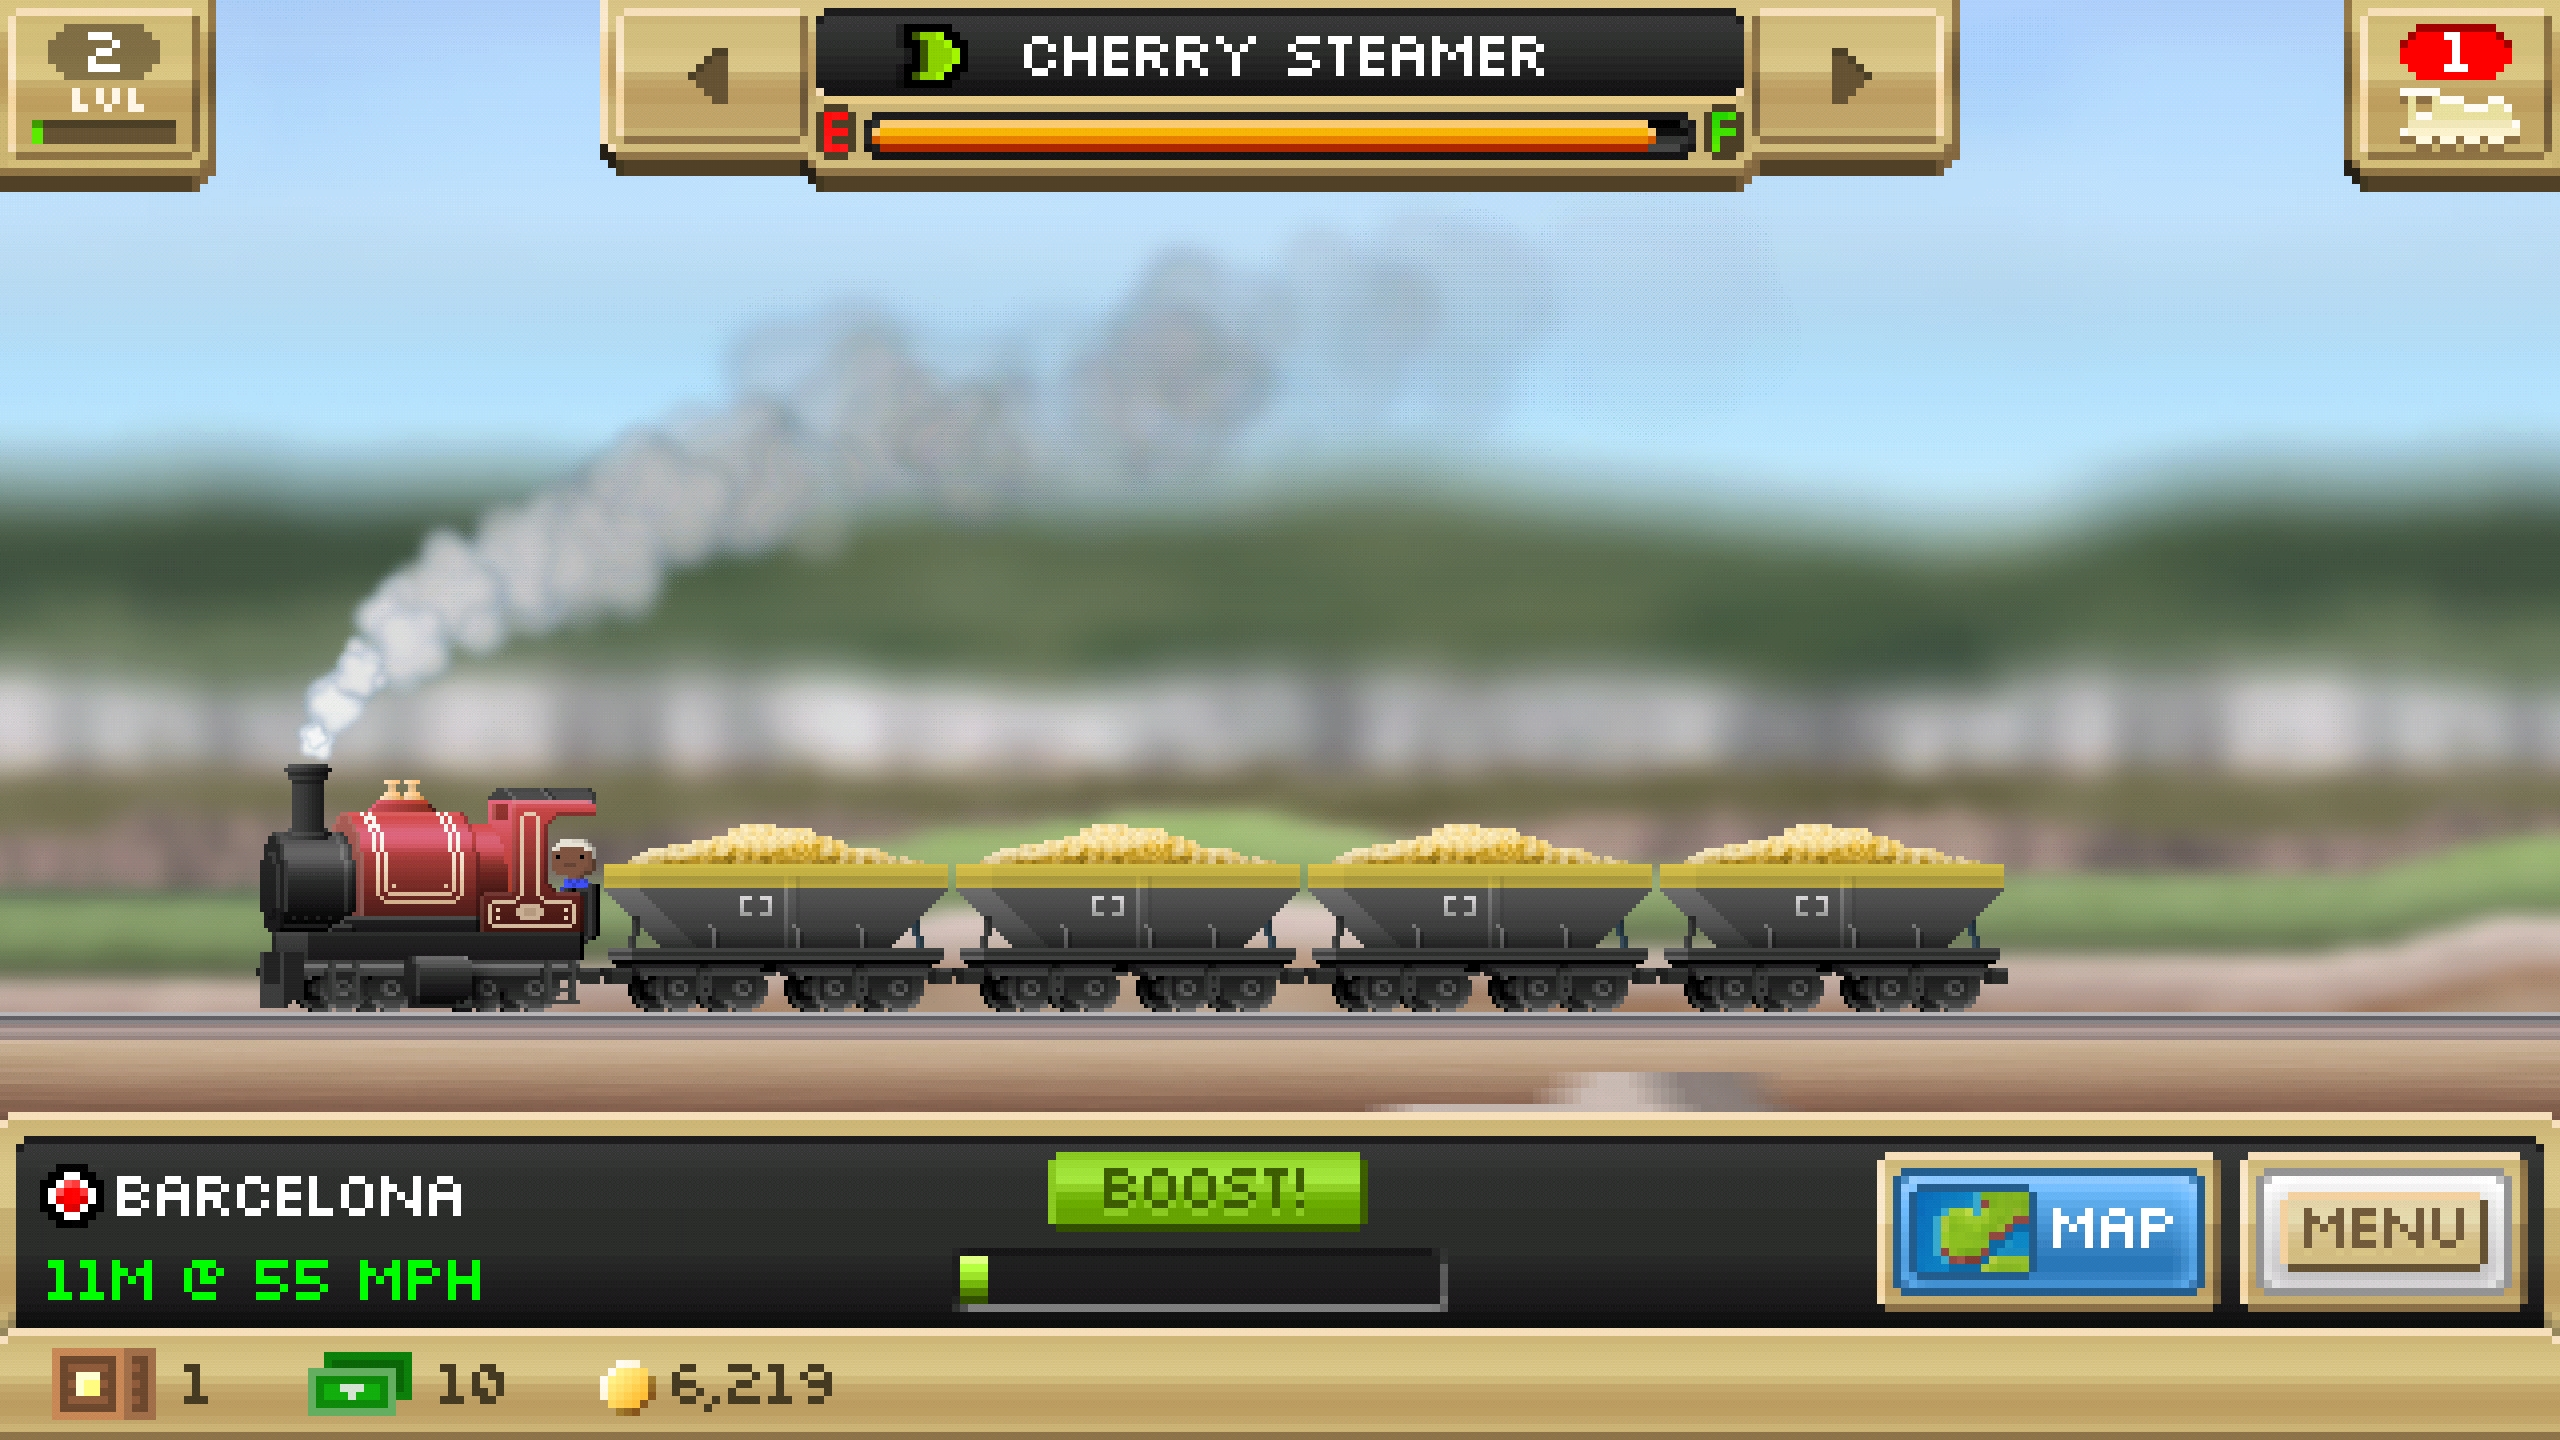 2
LVL
CHERRY STEAMER
E F
1
BARCELONA
11M @ 55 MPH
BOOST!
MAP
MENU
1
10
6,219